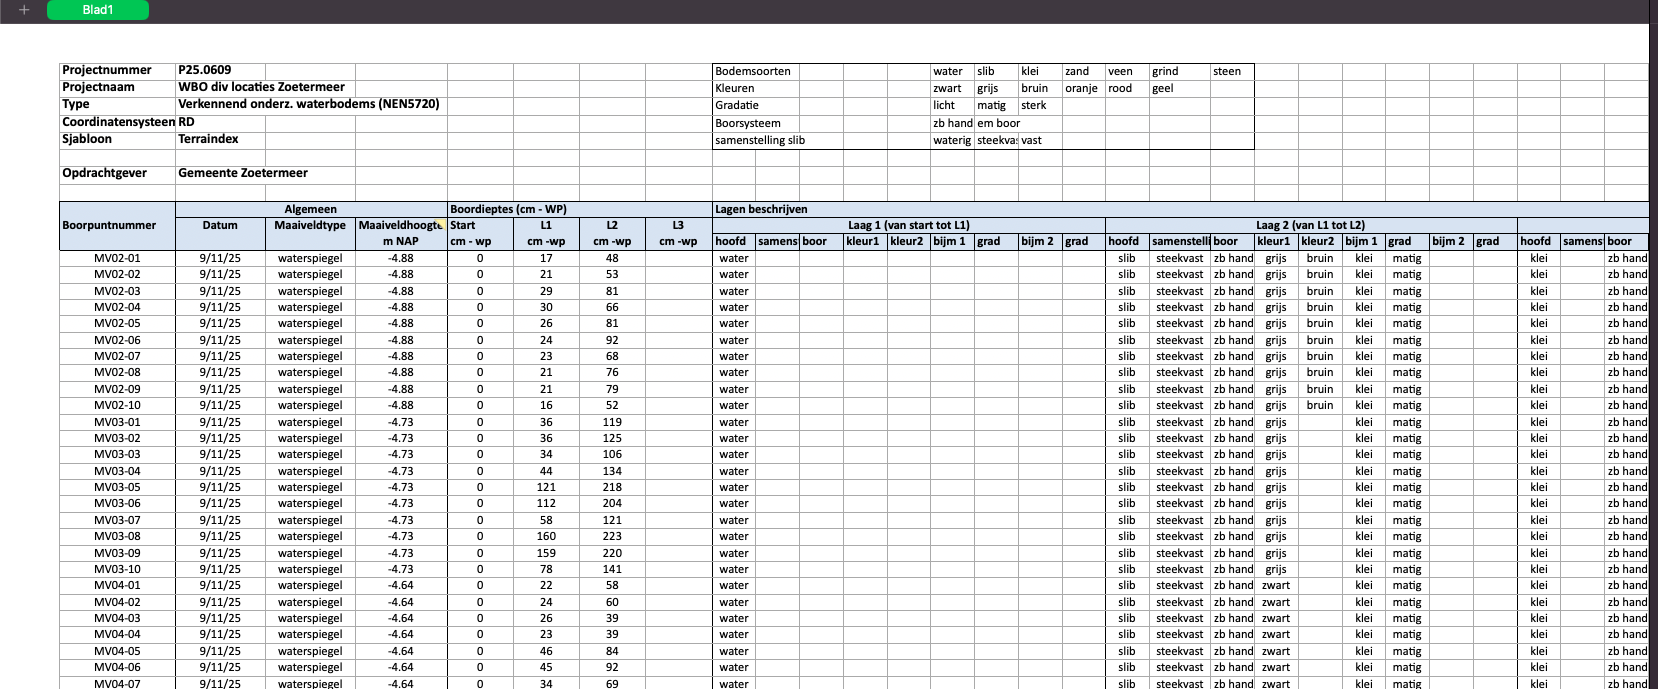 Blad1
Projectnummer P25.0609 Bodemsoorten water slib klei zand veen grind steen
Projectnaam WBO div locaties Zoetermeer Kleuren zwart grijs bruin oranje rood geel
Type Verkennend onderz. waterbodems (NEN5720) Gradatie licht matig sterk
Coordinatensysteen RD Boorsysteem zb hand em boor
Sjabloon Terraindex samenstelling slib waterig steekva: vast
Opdrachtgever Gemeente Zoetermeer
Algemeen Boordieptes (cm - WP) Lagen beschrijven
Boorpuntnummer Datum Maaiveldtype Maaiveldhoogte Start L1 L2 L3 Laag 1 (van start tot L1) Laag 2 (van L1 tot L2)
m NAP cm - wp cm -wp cm -wp cm -wp hoofd samens boor kleur1 kleur2 bijm 1 grad bijm 2 grad hoofd samenstelli boor kleur1 kleur2 bijm 1 grad bijm 2 grad hoofd samens boor
MV02-01 9/11/25 waterspiegel -4.88 0 17 48 water slib steekvast zb hand grijs bruin klei matig klei zb hand
MV02-02 9/11/25 waterspiegel -4.88 0 21 53 water slib steekvast zb hand grijs bruin klei matig klei zb hand
MV02-03 9/11/25 waterspiegel -4.88 0 29 81 water slib steekvast zb hand grijs bruin klei matig klei zb hand
MV02-04 9/11/25 waterspiegel -4.88 0 30 66 water slib steekvast zb hand grijs bruin klei matig klei zb hand
MV02-05 9/11/25 waterspiegel -4.88 0 26 81 water slib steekvast zb hand grijs bruin klei matig klei zb hand
MV02-06 9/11/25 waterspiegel -4.88 0 24 92 water slib steekvast zb hand grijs bruin klei matig klei zb hand
MV02-07 9/11/25 waterspiegel -4.88 0 23 68 water slib steekvast zb hand grijs bruin klei matig klei zb hand
MV02-08 9/11/25 waterspiegel -4.88 0 21 76 water slib steekvast zb hand grijs bruin klei matig klei zb hand
MV02-09 9/11/25 waterspiegel -4.88 0 21 79 water slib steekvast zb hand grijs bruin klei matig klei zb hand
MV02-10 9/11/25 waterspiegel -4.88 0 16 52 water slib steekvast zb hand grijs bruin klei matig klei zb hand
MV03-01 9/11/25 waterspiegel -4.73 0 36 119 water slib steekvast zb hand grijs klei matig klei zb hand
MV03-02 9/11/25 waterspiegel -4.73 0 36 125 water slib steekvast zb hand grijs klei matig klei zb hand
MV03-03 9/11/25 waterspiegel -4.73 0 34 106 water slib steekvast zb hand grijs klei matig klei zb hand
MV03-04 9/11/25 waterspiegel -4.73 0 44 134 water slib steekvast zb hand grijs klei matig klei zb hand
MV03-05 9/11/25 waterspiegel -4.73 0 121 218 water slib steekvast zb hand grijs klei matig klei zb hand
MV03-06 9/11/25 waterspiegel -4.73 0 112 204 water slib steekvast zb hand grijs klei matig klei zb hand
MV03-07 9/11/25 waterspiegel -4.73 0 58 121 water slib steekvast zb hand grijs klei matig klei zb hand
MV03-08 9/11/25 waterspiegel -4.73 0 160 223 water slib steekvast zb hand grijs klei matig klei zb hand
MV03-09 9/11/25 waterspiegel -4.73 0 159 220 water slib steekvast zb hand grijs klei matig klei zb hand
MV03-10 9/11/25 waterspiegel -4.73 0 78 141 water slib steekvast zb hand grijs klei matig klei zb hand
MV04-01 9/11/25 waterspiegel -4.64 0 22 58 water slib steekvast zb hand zwart klei matig klei zb hand
MV04-02 9/11/25 waterspiegel -4.64 0 24 60 water slib steekvast zb hand zwart klei matig klei zb hand
MV04-03 9/11/25 waterspiegel -4.64 0 26 39 water slib steekvast zb hand zwart klei matig klei zb hand
MV04-04 9/11/25 waterspiegel -4.64 0 23 39 water slib steekvast zb hand zwart klei matig klei zb hand
MV04-05 9/11/25 waterspiegel -4.64 0 46 84 water slib steekvast zb hand zwart klei matig klei zb hand
MV04-06 9/11/25 waterspiegel -4.64 0 45 92 water slib steekvast zb hand zwart klei matig klei zb hand
MV04-07 9/11/25 waterspiegel -4.64 0 34 69 water slib steekvast zb hand zwart klei matig klei zb hand